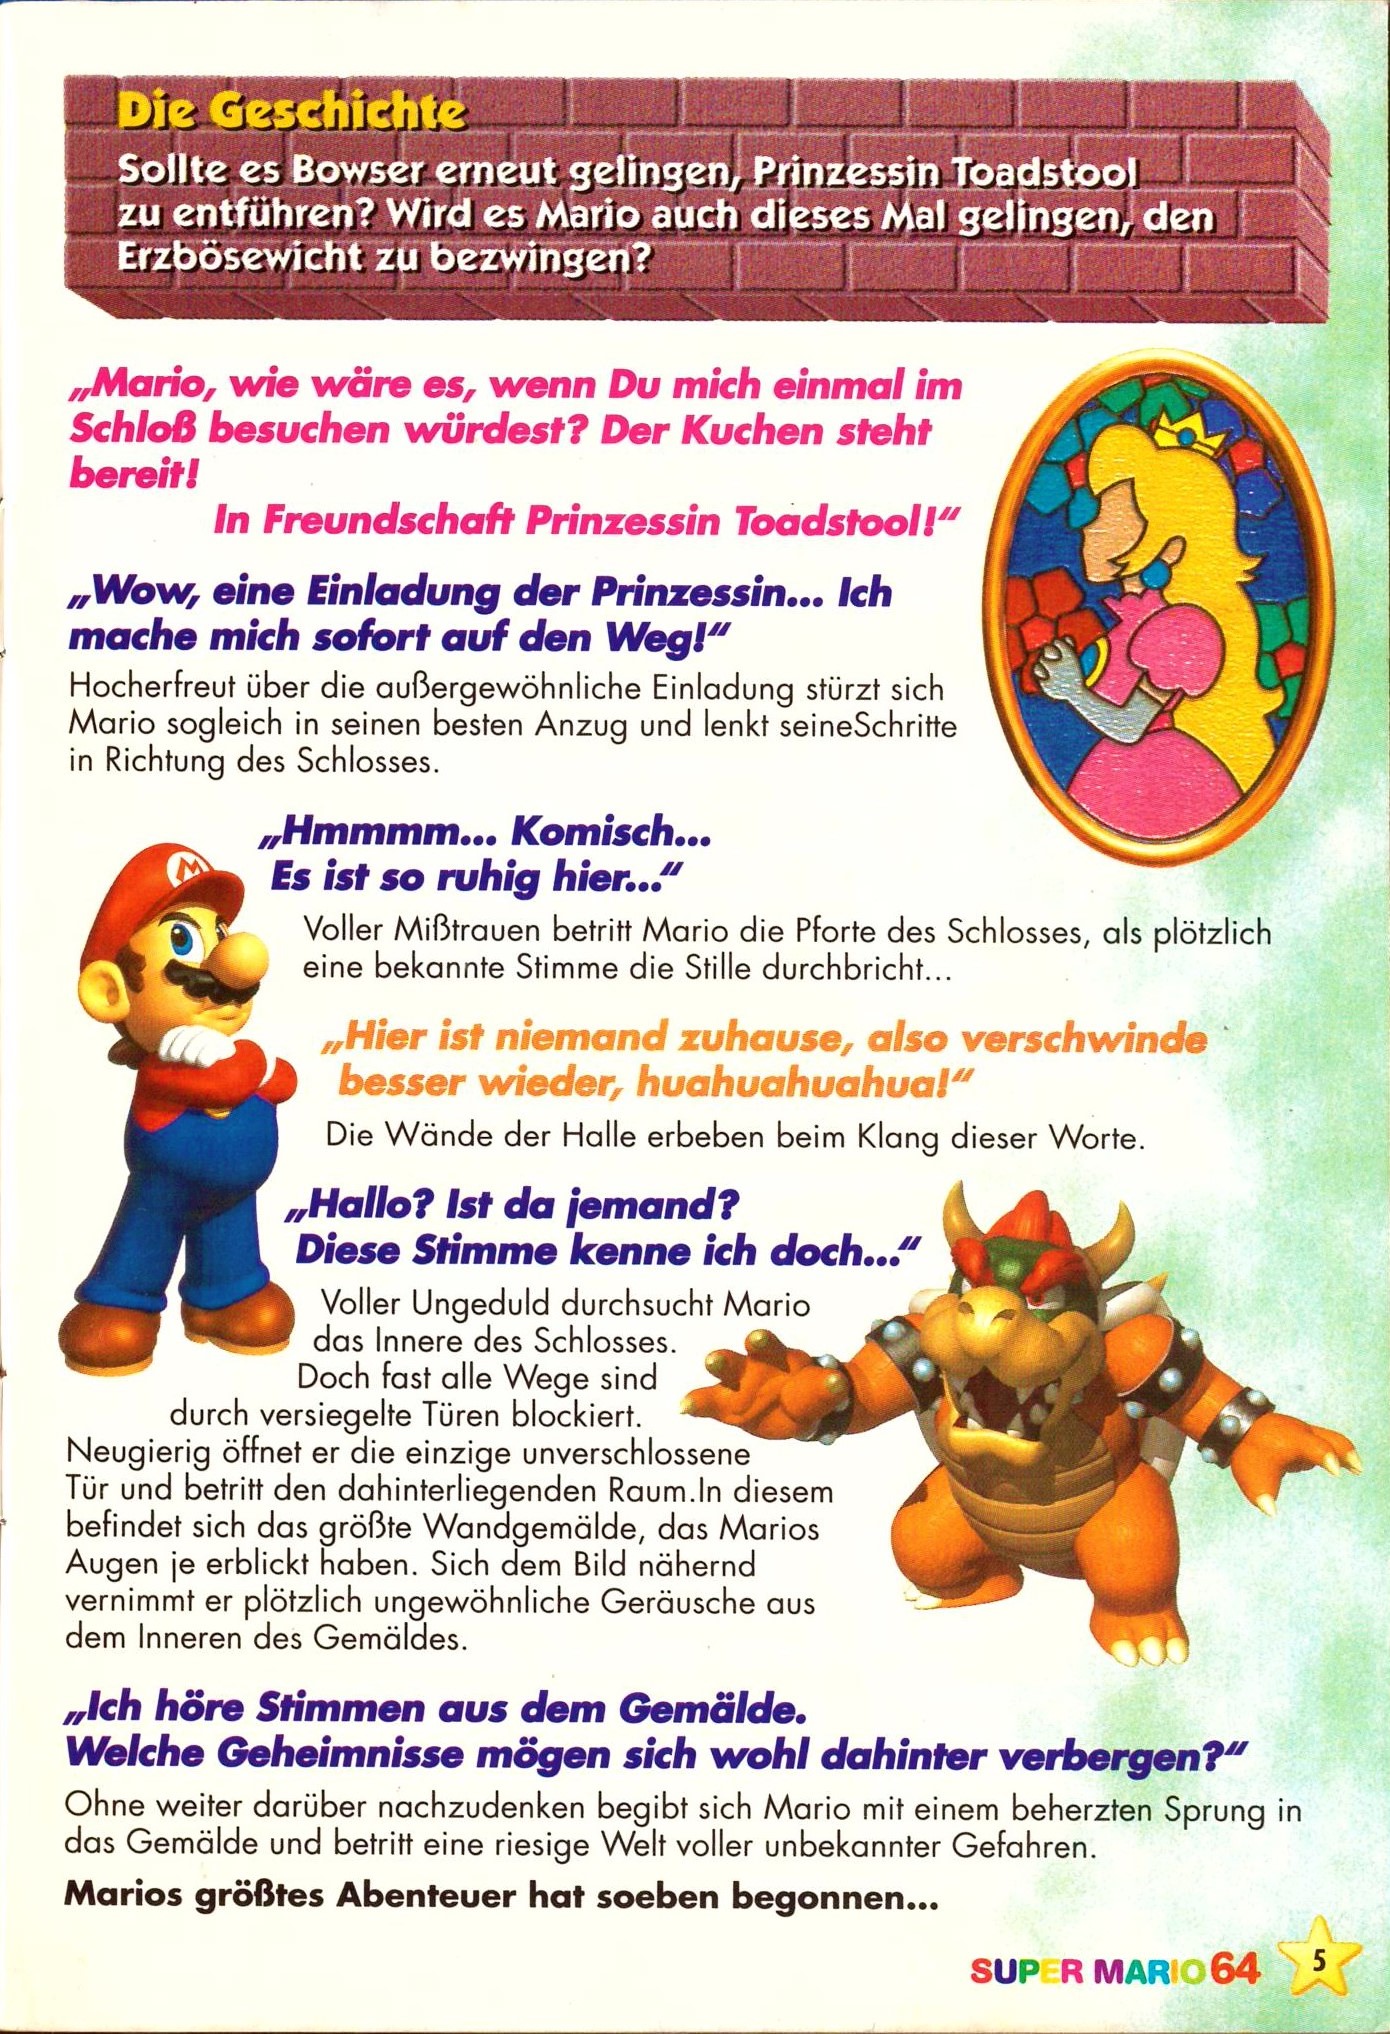 Die Geschichte
Sollte es Bowser erneut gelingen, Prinzessin Toadstool
zu entführen? Wird es Mario auch dieses Mal gelingen, den
Erzbösewicht zu bezwingen?
„Mario, wie wäre es, wenn Du mich einmal im
Schloß besuchen würdest? Der Kuchen steht
bereit!
In Freundschaft Prinzessin Toadstool!“
„Wow, eine Einladung der Prinzessin... Ich
mache mich sofort auf den Weg!“
Hocherfreut über die außergewöhnliche Einladung stürzt sich
Mario sogleich in seinen besten Anzug und lenkt seineSchritte
in Richtung des Schlosses.
„Hmmmm... Komisch...
Es ist so ruhig hier...“
M
Voller Mißtrauen betritt Mario die Pforte des Schlosses, als plötzlich
eine bekannte Stimme die Stille durchbricht...
„Hier ist niemand zuhause, also verschwinde
besser wieder, huahuahuahua!“
Die Wände der Halle erbeben beim Klang dieser Worte.
„Hallo? Ist da jemand?
Diese Stimme kenne ich doch...“
Voller Ungeduld durchsucht Mario
das Innere des Schlosses.
Doch fast alle Wege sind
durch versiegelte Türen blockiert.
Neugierig öffnet er die einzige unverschlossene
Tür und betritt den dahinterliegenden Raum.In diesem
befindet sich das größte Wandgemälde, das Marios
Augen je erblickt haben. Sich dem Bild nähernd
vernimmt er plötzlich ungewöhnliche Geräusche aus
dem Inneren des Gemäldes.
„Ich höre Stimmen aus dem Gemälde.
Welche Geheimnisse mögen sich wohl dahinter verbergen?“
Ohne weiter darüber nachzudenken begibt sich Mario mit einem beherzten Sprung in
das Gemälde und betritt eine riesige Welt voller unbekannter Gefahren.
Marios größtes Abenteuer hat soeben begonnen...
SUPER MARIO 64 5